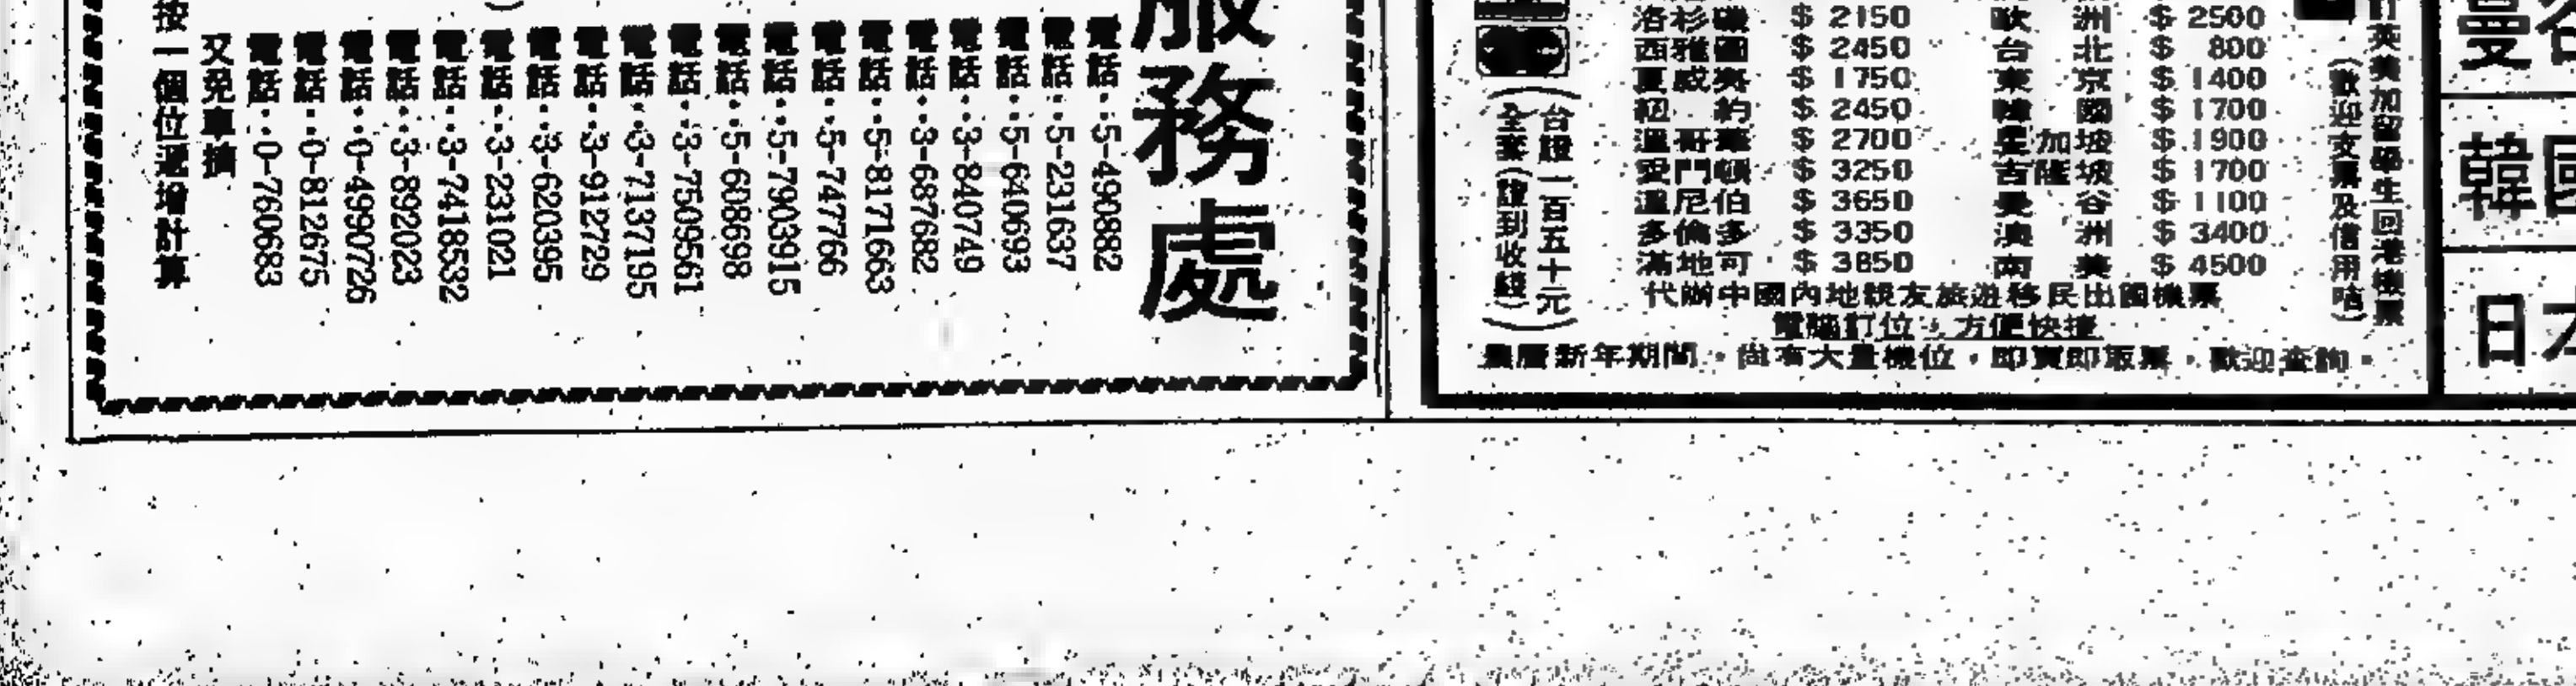 服務處
電話：5-490882
電話：5-231637
電話：5-640693
電話：3-840749
電話：3-687682
電話：5-8171663
電話：5-747766
電話：5-7903915
電話：5-608698
電話：3-7509561
電話：3-7137195
電話：3-912729
電話：3-620395
電話：3-231021
電話：3-7418532
電話：3-892023
電話：0-4990726
電話：0-812675
電話：0-760683
又免車積
按一個位遞增計算
洛杉磯 $2150 歐洲 $2500
西雅圖 $2450 台北 $800
夏威夷 $1750 東京 $1400
紐約 $2450 韓國 $1700
溫哥華 $2700 星加坡 $1900
愛門頓 $3250 吉隆坡 $1700
溫尼伯 $3650 曼谷 $1100
多倫多 $3350 澳洲 $3400
滿地可 $3850 南美 $4500
代辦中國內地親友旅遊移民出國機票
電腦訂位，方便快捷
農曆新年期間，尚有大量機位，即買即取票，歡迎查詢。
英美加留學生回港機票
(歡迎支票及信用咭)
台證一百五十元
(證到收錢)
曼谷
韓國
日本